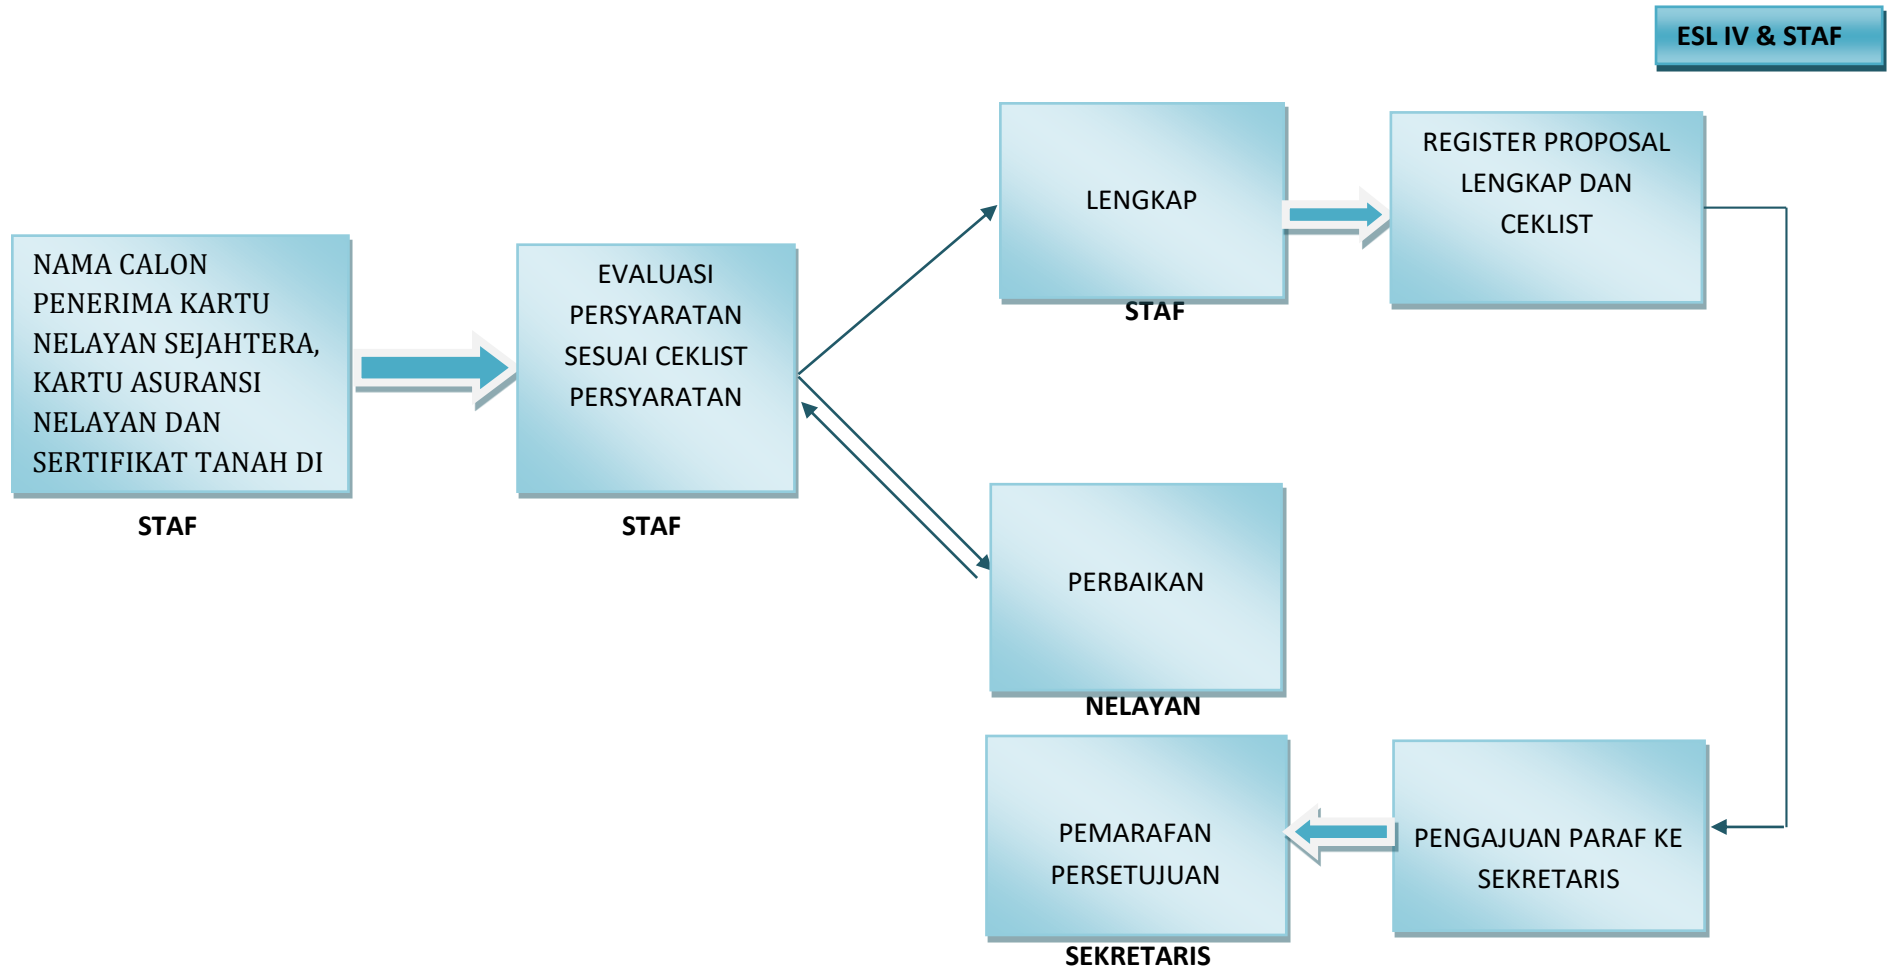 ESL IV & STAF
NAMA CALON
PENERIMA KARTU
NELAYAN SEJAHTERA,
KARTU ASURANSI
NELAYAN DAN
SERTIFIKAT TANAH DI
STAF
EVALUASI
PERSYARATAN
SESUAI CEKLIST
PERSYARATAN
STAF
LENGKAP
STAF
REGISTER PROPOSAL
LENGKAP DAN
CEKLIST
PERBAIKAN
NELAYAN
PENGAJUAN PARAF KE
SEKRETARIS
PEMARAFAN
PERSETUJUAN
SEKRETARIS